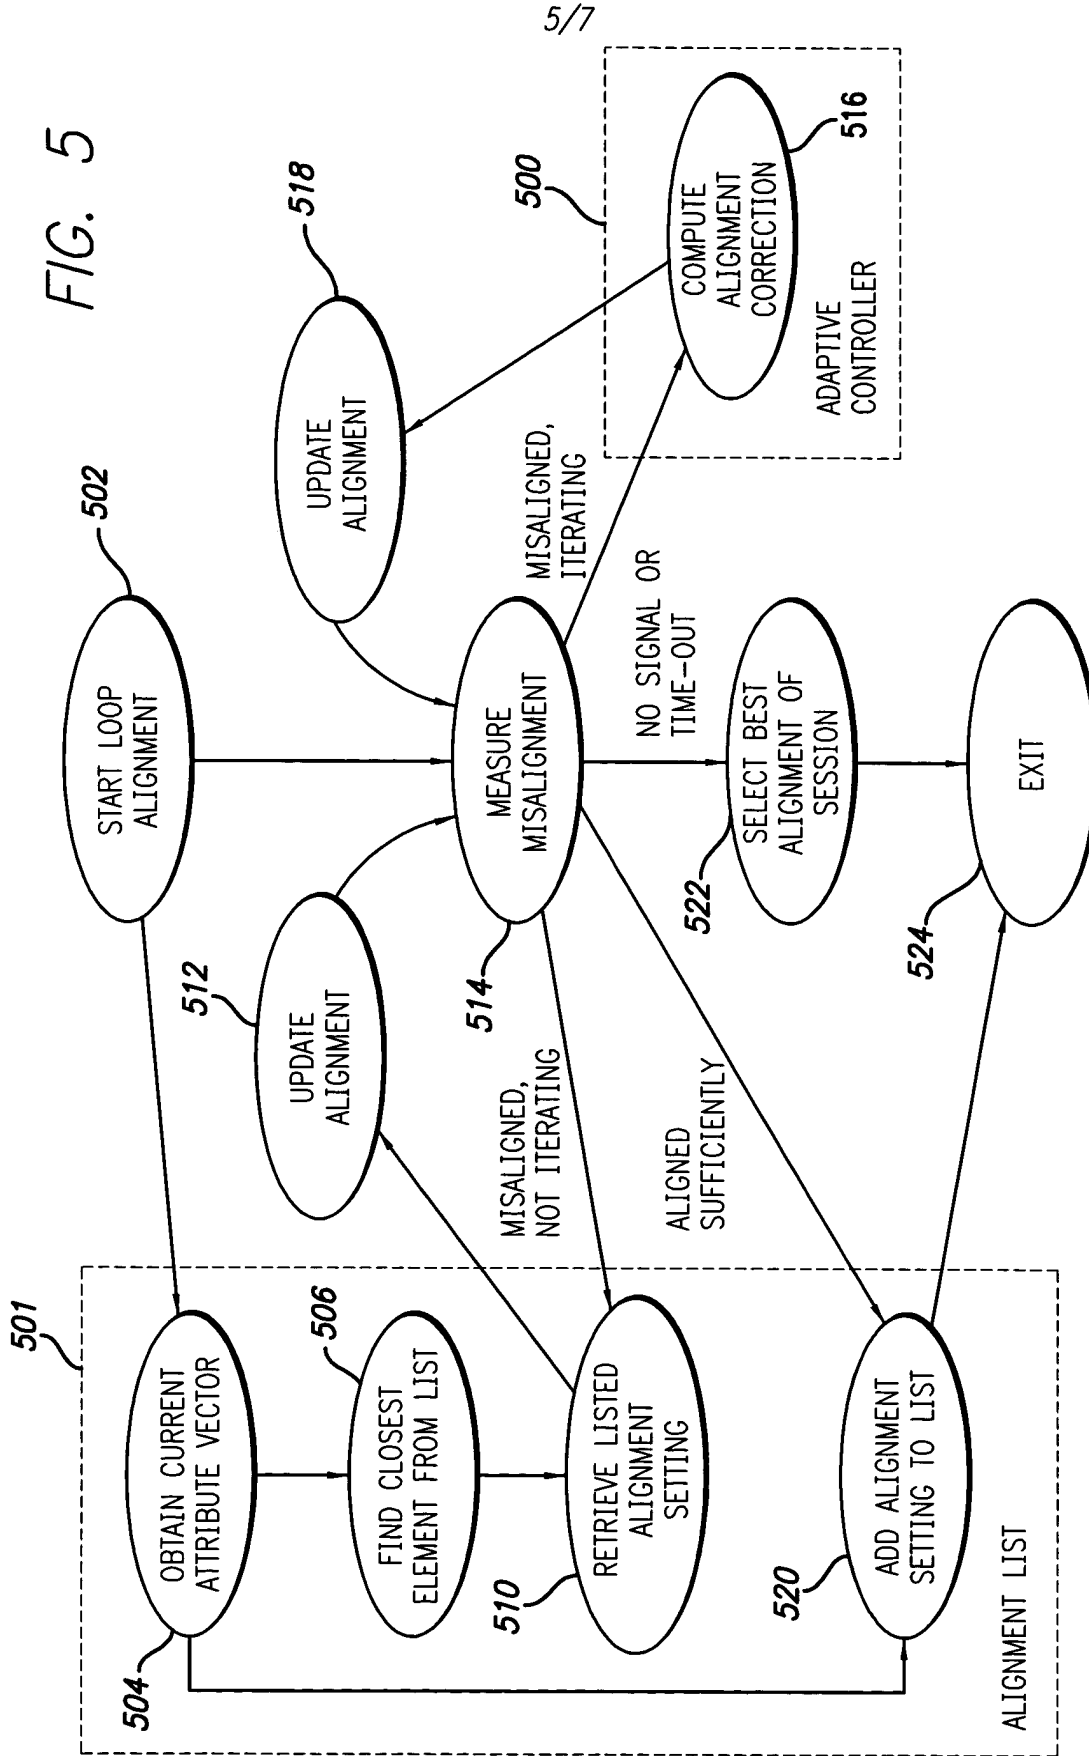 5/7
FIG. 5
502
START LOOP
ALIGNMENT
501
OBTAIN CURRENT
ATTRIBUTE VECTOR
504
506
FIND CLOSEST
ELEMENT FROM LIST
510
RETRIEVE LISTED
ALIGNMENT
SETTING
512
UPDATE
ALIGNMENT
518
UPDATE
ALIGNMENT
514
MEASURE
MISALIGNMENT
MISALIGNED,
NOT ITERATING
MISALIGNED,
ITERATING
500
COMPUTE
ALIGNMENT
CORRECTION
516
ADAPTIVE
CONTROLLER
ALIGNED
SUFFICIENTLY
NO SIGNAL OR
TIME-OUT
520
ADD ALIGNMENT
SETTING TO LIST
ALIGNMENT LIST
522
SELECT BEST
ALIGNMENT OF
SESSION
524
EXIT